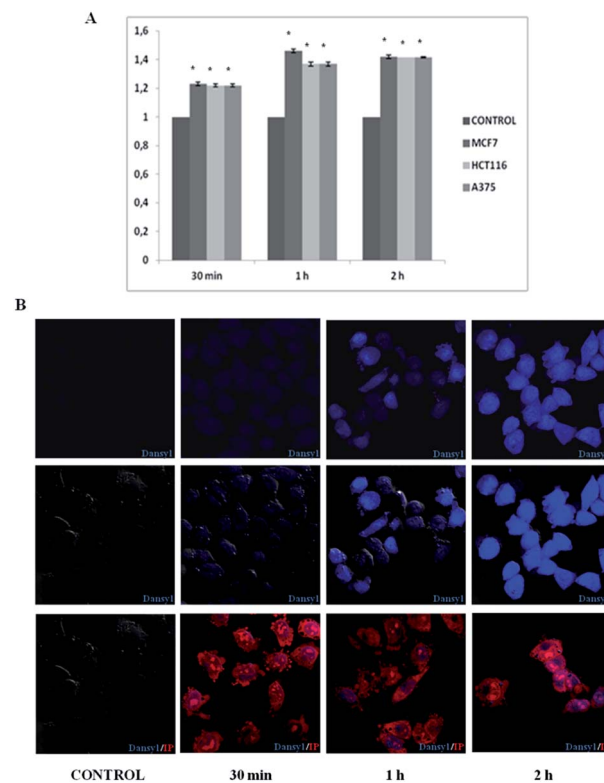 A
1,6
1,4
1,2
1
0,8
0,6
0,4
0,2
0
* * *
* * *
* * *
30 min 1 h 2 h
CONTROL
MCF7
HCT116
A375
B
Dansyl Dansyl Dansyl Dansyl
Dansyl Dansyl Dansyl Dansyl
Dansyl/IP Dansyl/IP Dansyl/IP Dansyl/IP
CONTROL 30 min 1 h 2 h